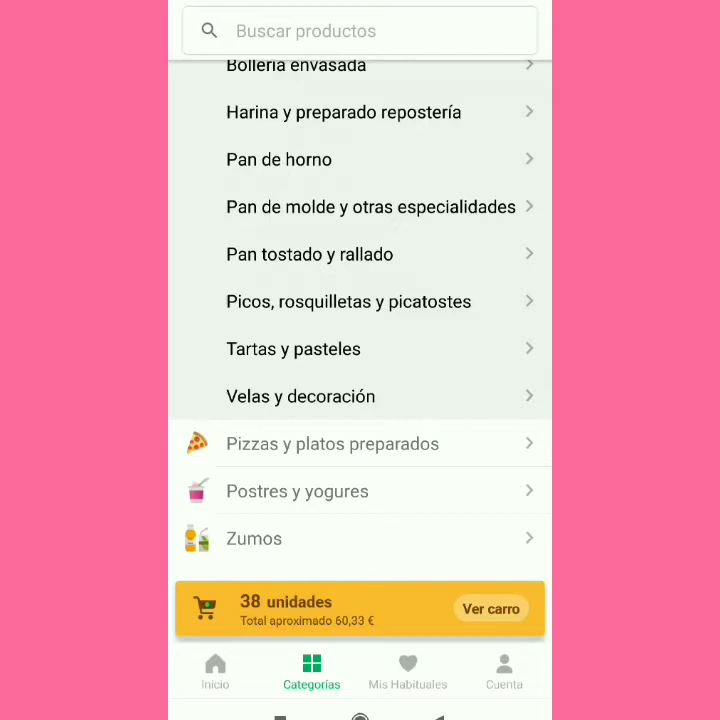 Buscar productos
Bollería envasada
Harina y preparado repostería
Pan de horno
Pan de molde y otras especialidades
Pan tostado y rallado
Picos, rosquilletas y picatostes
Tartas y pasteles
Velas y decoración
Pizzas y platos preparados
Postres y yogures
Zumos
38 unidades
Total aproximado 60,33 €
Ver carro
Inicio
Categorías
Mis Habituales
Cuenta